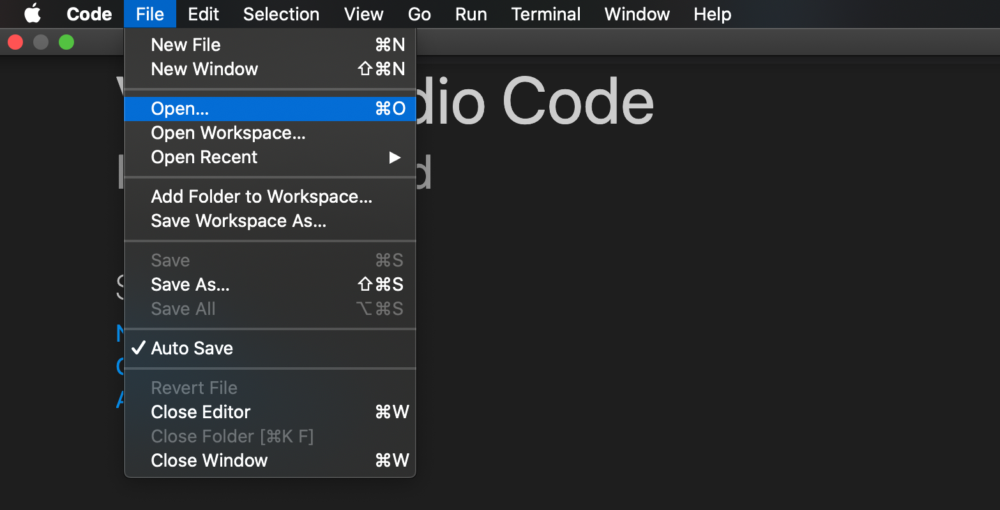 Code File Edit Selection View Go Run Terminal Window Help
New File ⌘N
New Window ⇧⌘N
dio Code
Open... ⌘O
Open Workspace...
Open Recent ▶
d
Add Folder to Workspace...
Save Workspace As...
Save ⌘S
Save As... ⇧⌘S
Save All ⌥⌘S
✓ Auto Save
Revert File
Close Editor ⌘W
Close Folder [⌘K F]
Close Window ⌘W